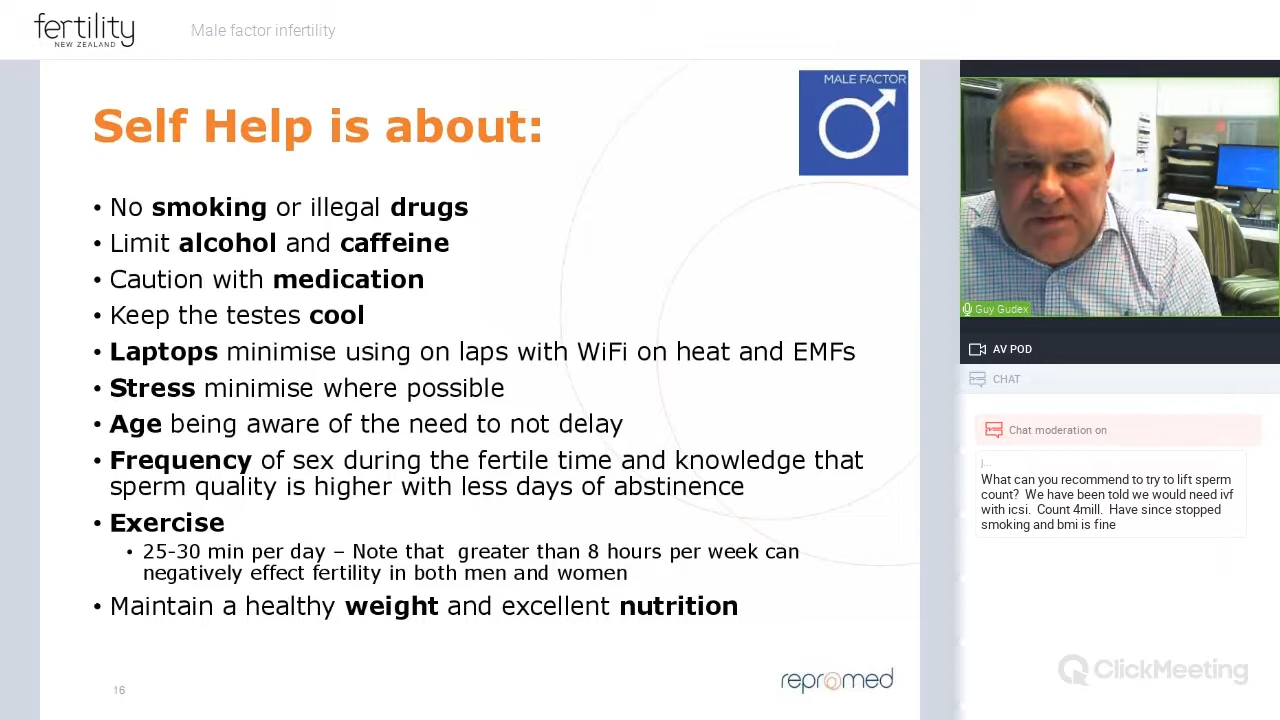 fertility
NEW ZEALAND
Male factor infertility
MALE FACTOR
Self Help is about:
• No smoking or illegal drugs
• Limit alcohol and caffeine
• Caution with medication
• Keep the testes cool
• Laptops minimise using on laps with WiFi on heat and EMFs
• Stress minimise where possible
• Age being aware of the need to not delay
• Frequency of sex during the fertile time and knowledge that
sperm quality is higher with less days of abstinence
• Exercise
• 25-30 min per day – Note that greater than 8 hours per week can
negatively effect fertility in both men and women
• Maintain a healthy weight and excellent nutrition
16
repromed
Guy Gudex
AV POD
CHAT
Chat moderation on
j...
What can you recommend to try to lift sperm
count? We have been told we would need ivf
with icsi. Count 4mill. Have since stopped
smoking and bmi is fine
ClickMeeting